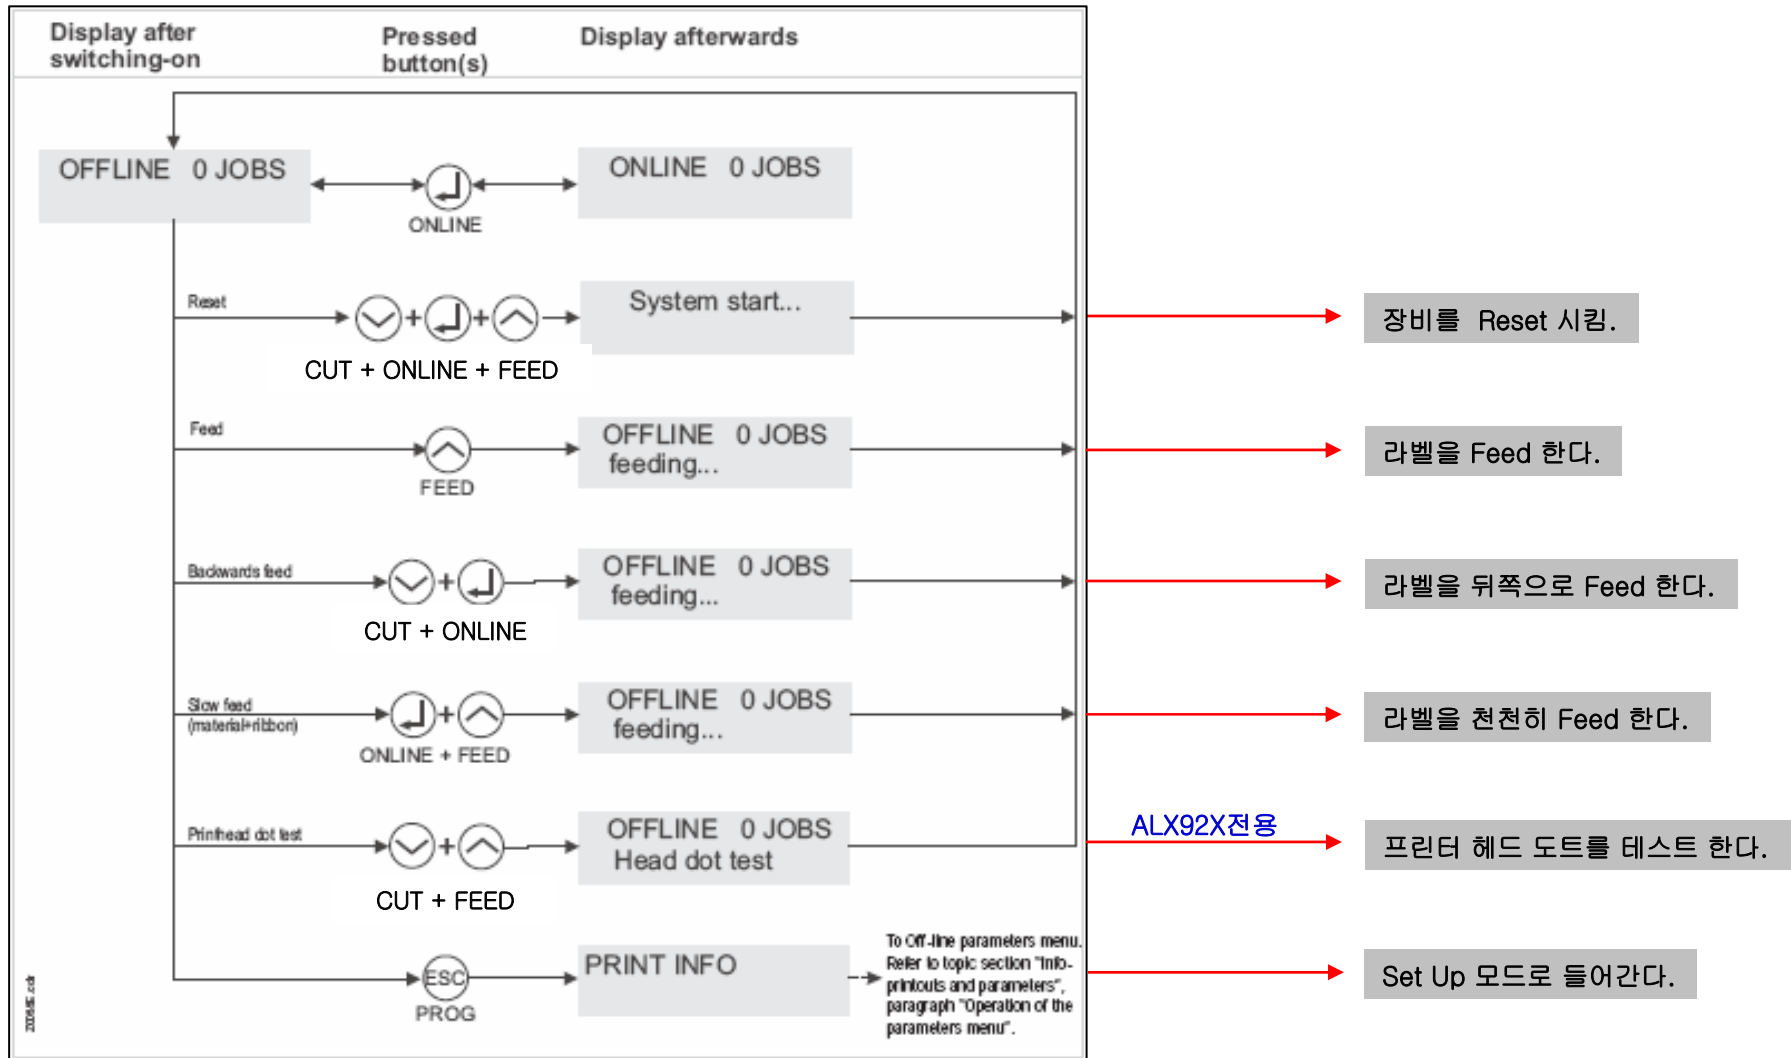 Display after
switching-on
Pressed
button(s)
Display afterwards
OFFLINE 0 JOBS
ONLINE
ONLINE 0 JOBS
Reset
+ +
CUT + ONLINE + FEED
System start...
장비를 Reset 시킴.
Feed
FEED
OFFLINE 0 JOBS
feeding...
라벨을 Feed 한다.
Backwards feed
+
CUT + ONLINE
OFFLINE 0 JOBS
feeding...
라벨을 뒤쪽으로 Feed 한다.
Slow feed
(material+ribbon)
+
ONLINE + FEED
OFFLINE 0 JOBS
feeding...
라벨을 천천히 Feed 한다.
Printhead dot test
+
CUT + FEED
OFFLINE 0 JOBS
Head dot test
ALX92X전용
프린터 헤드 도트를 테스트 한다.
ESC
PROG
PRINT INFO
To Off-line parameters menu.
Refer to topic section "Info-
printouts and parameters",
paragraph "Operation of the
parameters menu".
Set Up 모드로 들어간다.